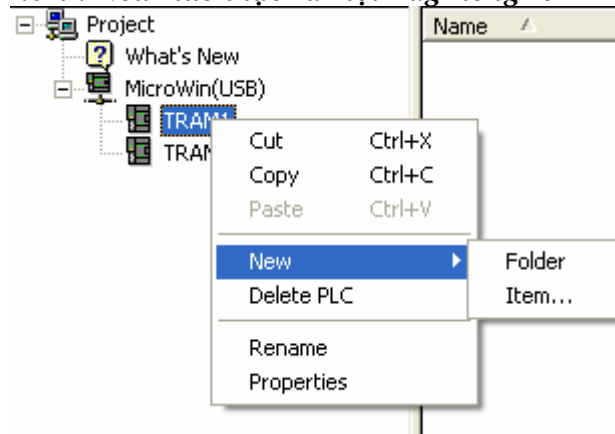 Project
Name
What's New
MicroWin(USB)
TRAM1
TRAM
Cut Ctrl+X
Copy Ctrl+C
Paste Ctrl+V
New
Folder
Delete PLC
Item...
Rename
Properties